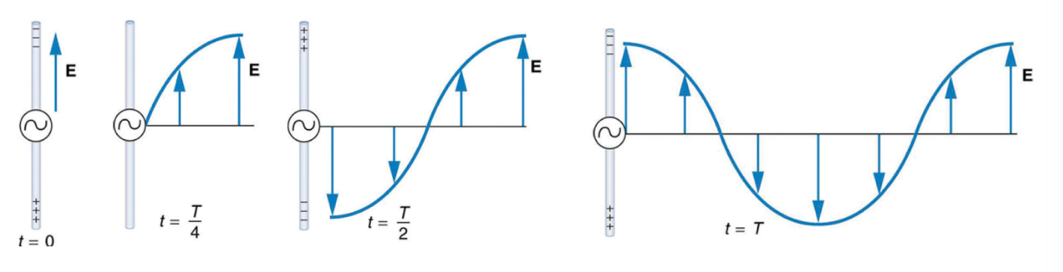 − − −
E
+ + +
t = 0
E
t = T/4
+ + +
E
− − −
t = T/2
− − −
E
+ + +
t = T